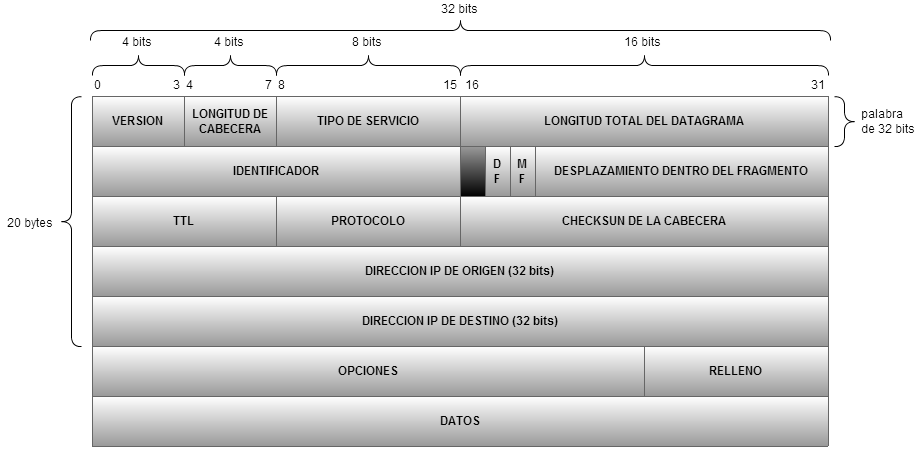 32 bits
4 bits 4 bits 8 bits 16 bits
0 3 4 7 8 15 16 31
VERSION
LONGITUD DE
CABECERA
TIPO DE SERVICIO
LONGITUD TOTAL DEL DATAGRAMA
palabra
de 32 bits
IDENTIFICADOR
D
F
M
F
DESPLAZAMIENTO DENTRO DEL FRAGMENTO
20 bytes
TTL
PROTOCOLO
CHECKSUN DE LA CABECERA
DIRECCION IP DE ORIGEN (32 bits)
DIRECCION IP DE DESTINO (32 bits)
OPCIONES
RELLENO
DATOS